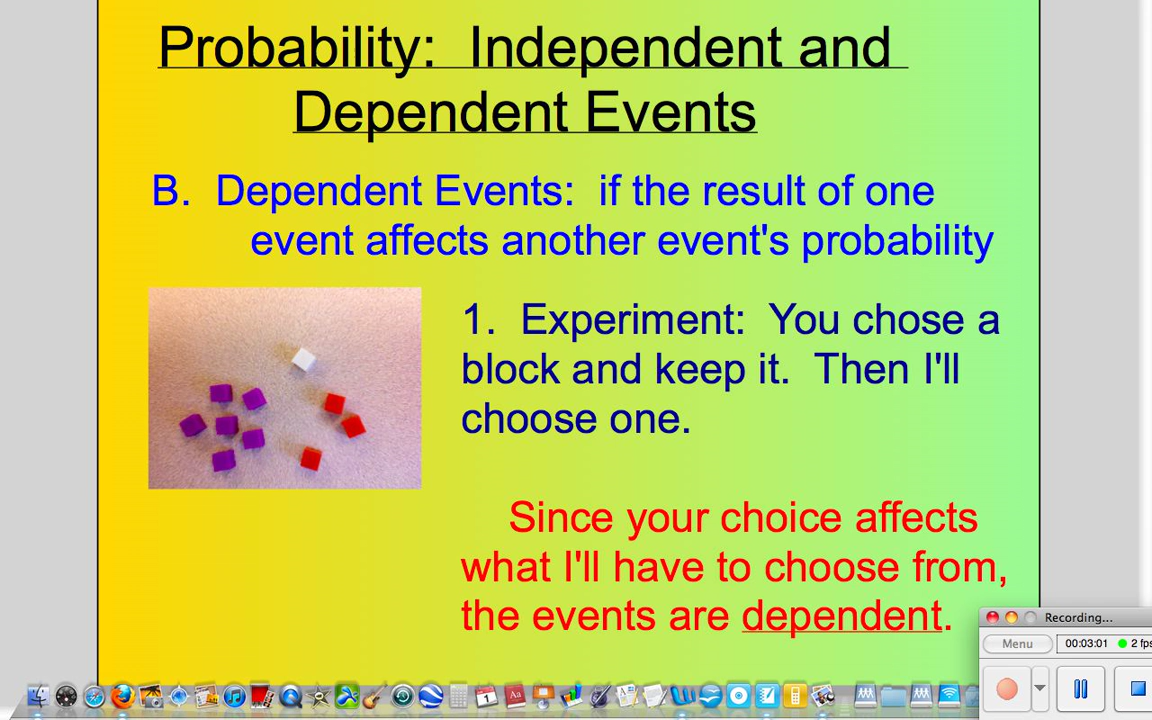 Probability: Independent and
Dependent Events
B. Dependent Events: if the result of one
event affects another event's probability
1. Experiment: You chose a
block and keep it. Then I'll
choose one.
Since your choice affects
what I'll have to choose from,
the events are dependent.
Recording...
Menu
00:03:01
2 fps